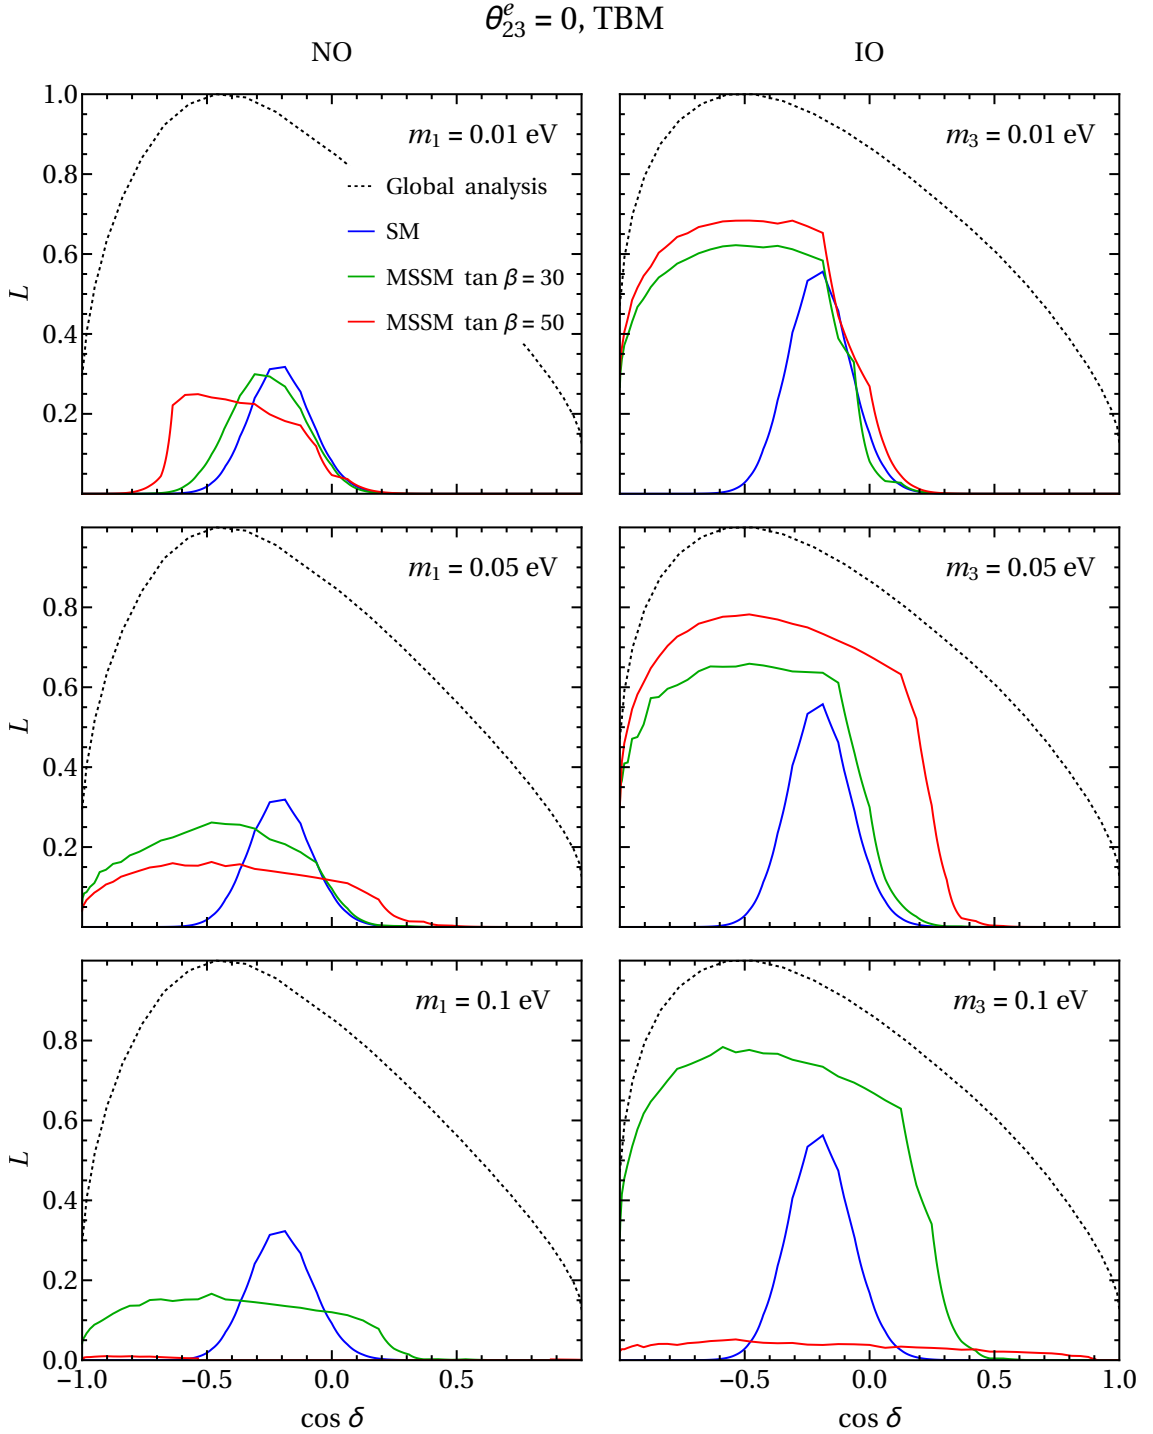 θᵉ₂₃ = 0, TBM
NO
IO
m₁ = 0.01 eV
Global analysis
SM
MSSM tan β = 30
MSSM tan β = 50
1.0
0.8
0.6
0.4
0.2
L
m₃ = 0.01 eV
m₁ = 0.05 eV
0.8
0.6
0.4
0.2
L
m₃ = 0.05 eV
m₁ = 0.1 eV
0.8
0.6
0.4
0.2
0.0
L
−1.0 −0.5 0.0 0.5
cos δ
m₃ = 0.1 eV
−0.5 0.0 0.5 1.0
cos δ